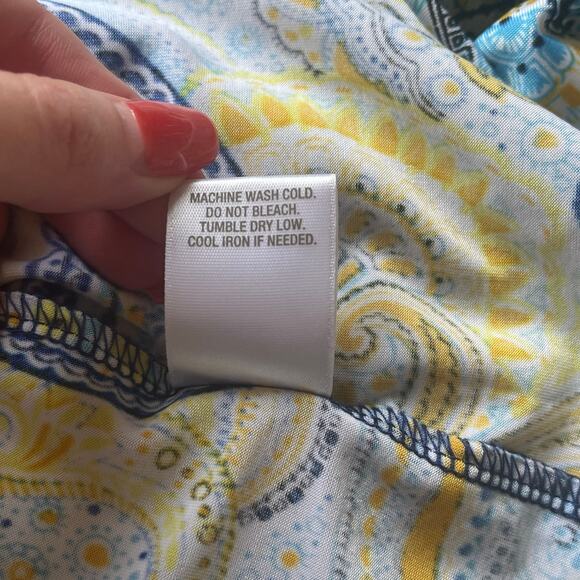 MACHINE WASH COLD.
DO NOT BLEACH.
TUMBLE DRY LOW.
COOL IRON IF NEEDED.